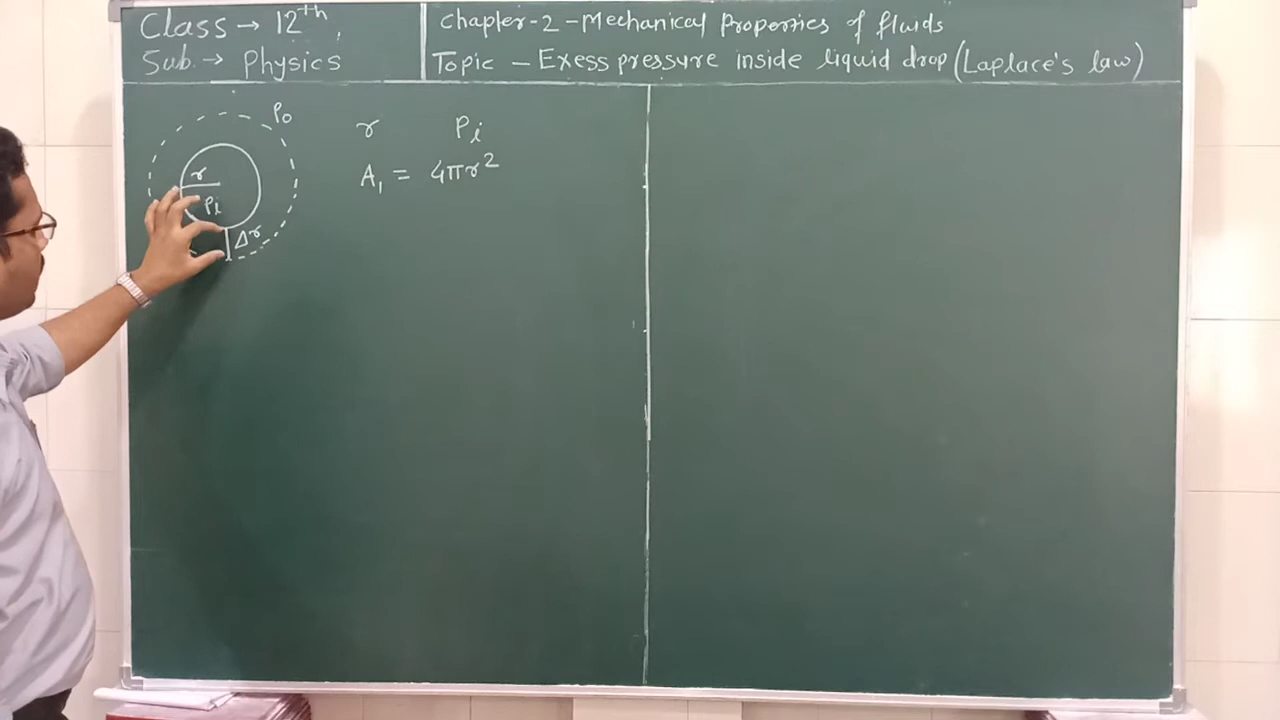 Class → 12th,
Sub. → Physics
Chapter-2 - Mechanical Properties of fluids
Topic - Exess pressure inside liquid drop (Laplace's law)
Po
r
Pi
Δr
r Pi
A₁ = 4πr²